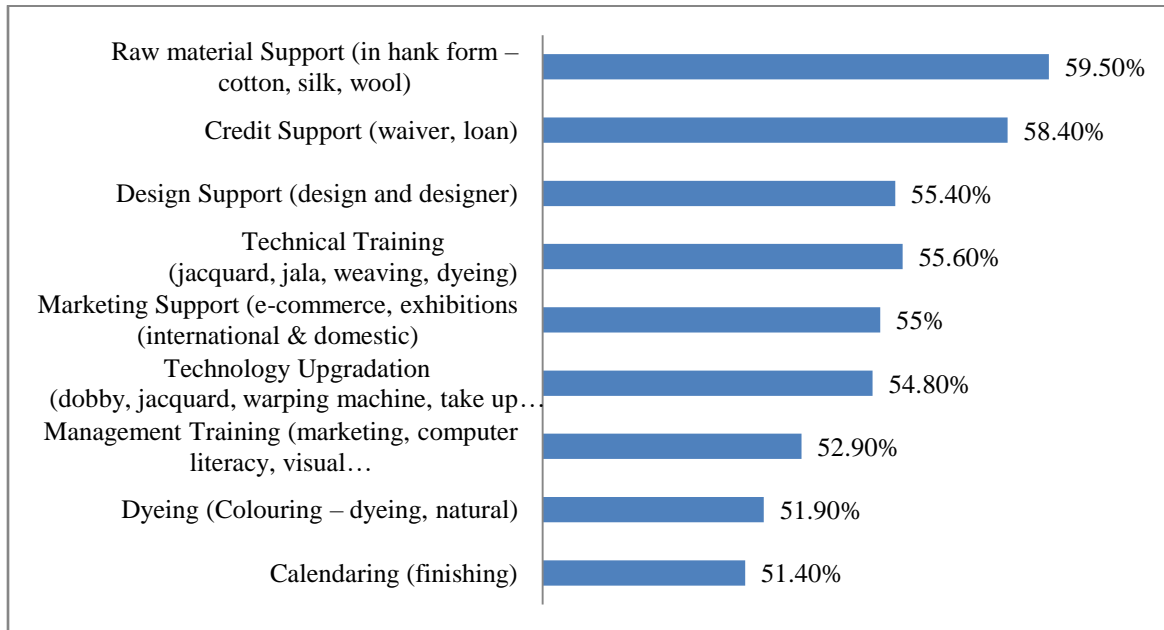 Raw material Support (in hank form –
cotton, silk, wool)
59.50%
Credit Support (waiver, loan)
58.40%
Design Support (design and designer)
55.40%
Technical Training
(jacquard, jala, weaving, dyeing)
55.60%
Marketing Support (e-commerce, exhibitions
(international & domestic)
55%
Technology Upgradation
(dobby, jacquard, warping machine, take up…
54.80%
Management Training (marketing, computer
literacy, visual…
52.90%
Dyeing (Colouring – dyeing, natural)
51.90%
Calendaring (finishing)
51.40%